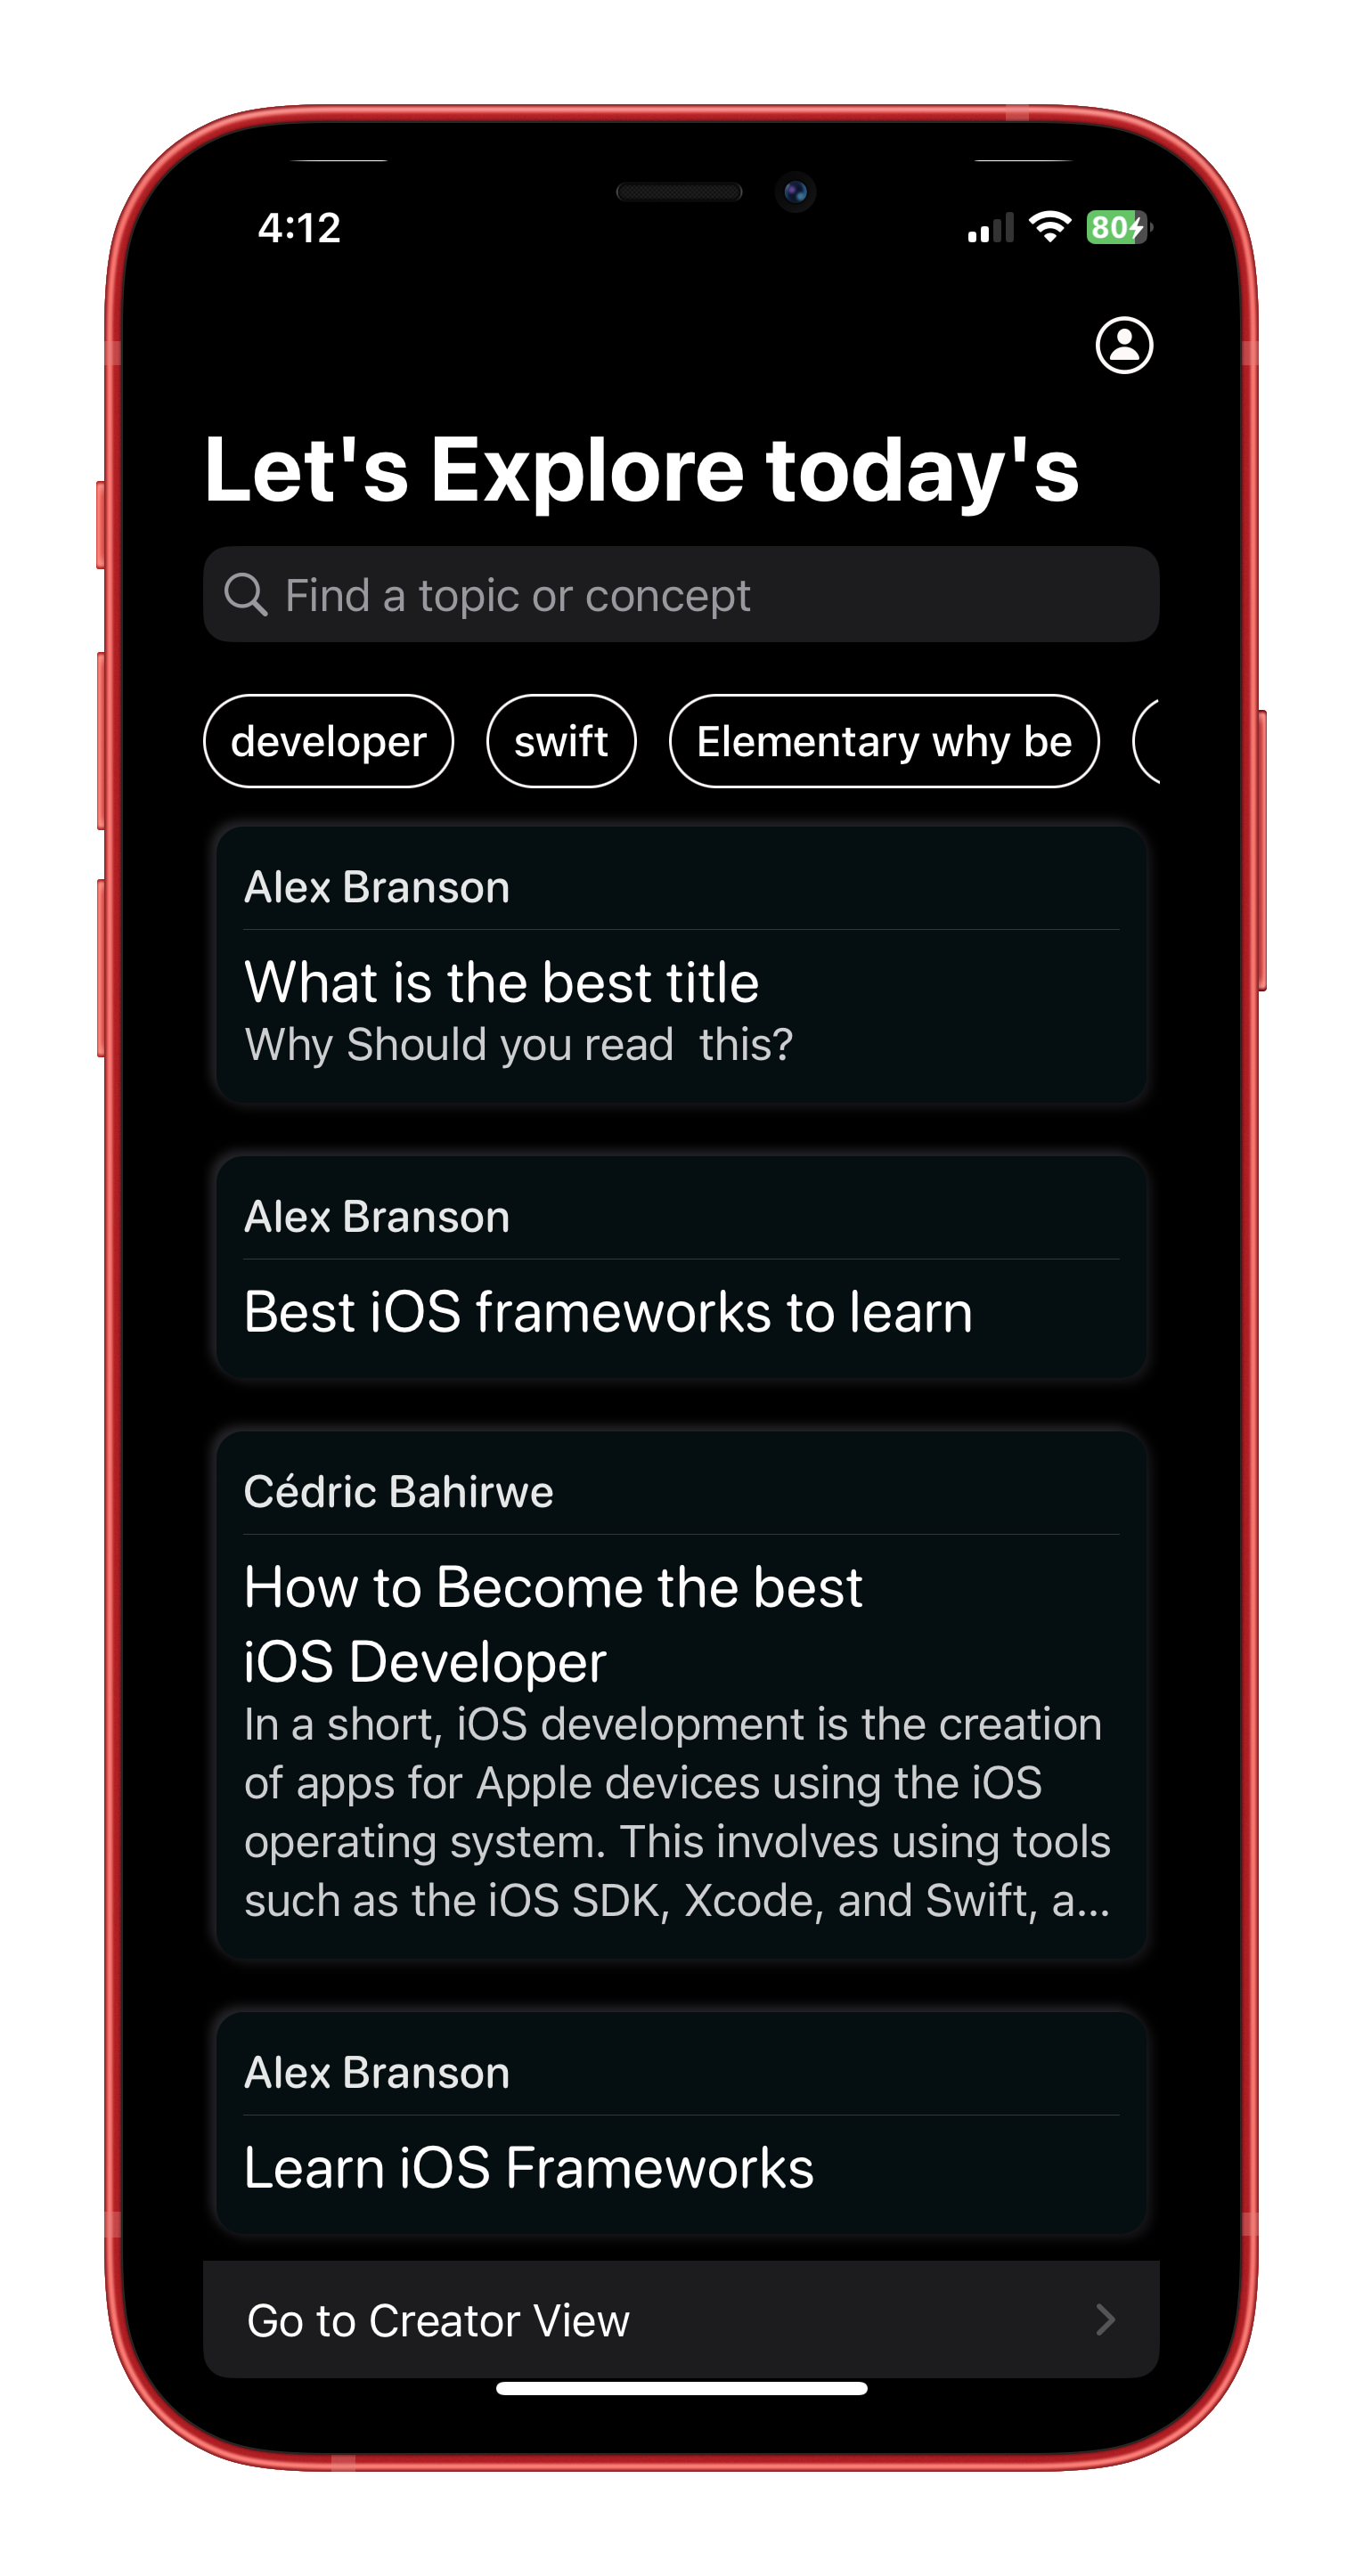 4:12
80
Let's Explore today's
Find a topic or concept
developer swift Elementary why be
Alex Branson
What is the best title
Why Should you read  this?
Alex Branson
Best iOS frameworks to learn
Cédric Bahirwe
How to Become the best
iOS Developer
In a short, iOS development is the creation
of apps for Apple devices using the iOS
operating system. This involves using tools
such as the iOS SDK, Xcode, and Swift, a...
Alex Branson
Learn iOS Frameworks
Go to Creator View